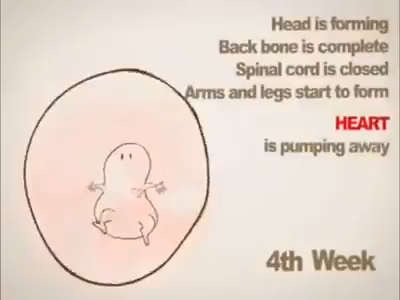 Head is forming
Back bone is complete
Spinal cord is closed
Arms and legs start to form
HEART
is pumping away
4th Week